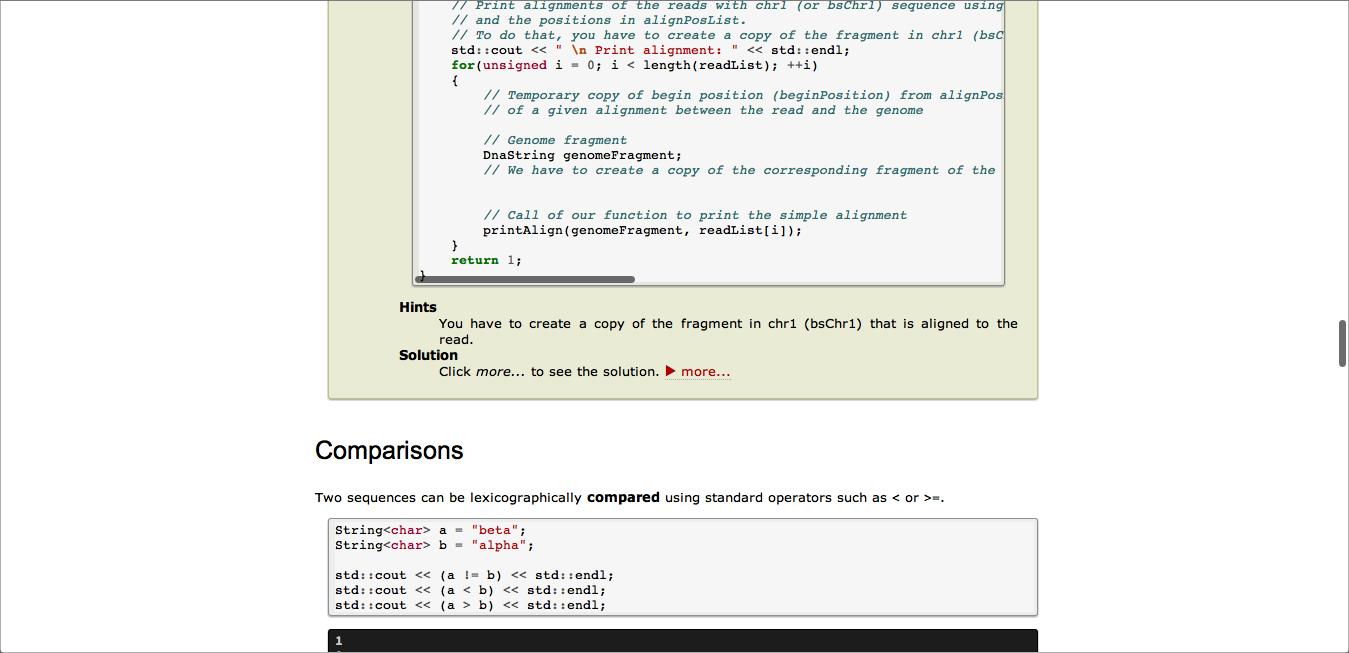 // Print alignments of the reads with chr1 (or bsChr1) sequence using
// and the positions in alignPosList.
// To do that, you have to create a copy of the fragment in chr1 (bsC
std::cout << " \n Print alignment: " << std::endl;
for(unsigned i = 0; i < length(readList); ++i)
{
// Temporary copy of begin position (beginPosition) from alignPos
// of a given alignment between the read and the genome
// Genome fragment
DnaString genomeFragment;
// We have to create a copy of the corresponding fragment of the
// Call of our function to print the simple alignment
printAlign(genomeFragment, readList[i]);
}
return 1;
}
Hints
You have to create a copy of the fragment in chr1 (bsChr1) that is aligned to the
read.
Solution
Click more... to see the solution. ▶ more...
Comparisons
Two sequences can be lexicographically compared using standard operators such as < or >=.
String<char> a = "beta";
String<char> b = "alpha";
std::cout << (a != b) << std::endl;
std::cout << (a < b) << std::endl;
std::cout << (a > b) << std::endl;
1